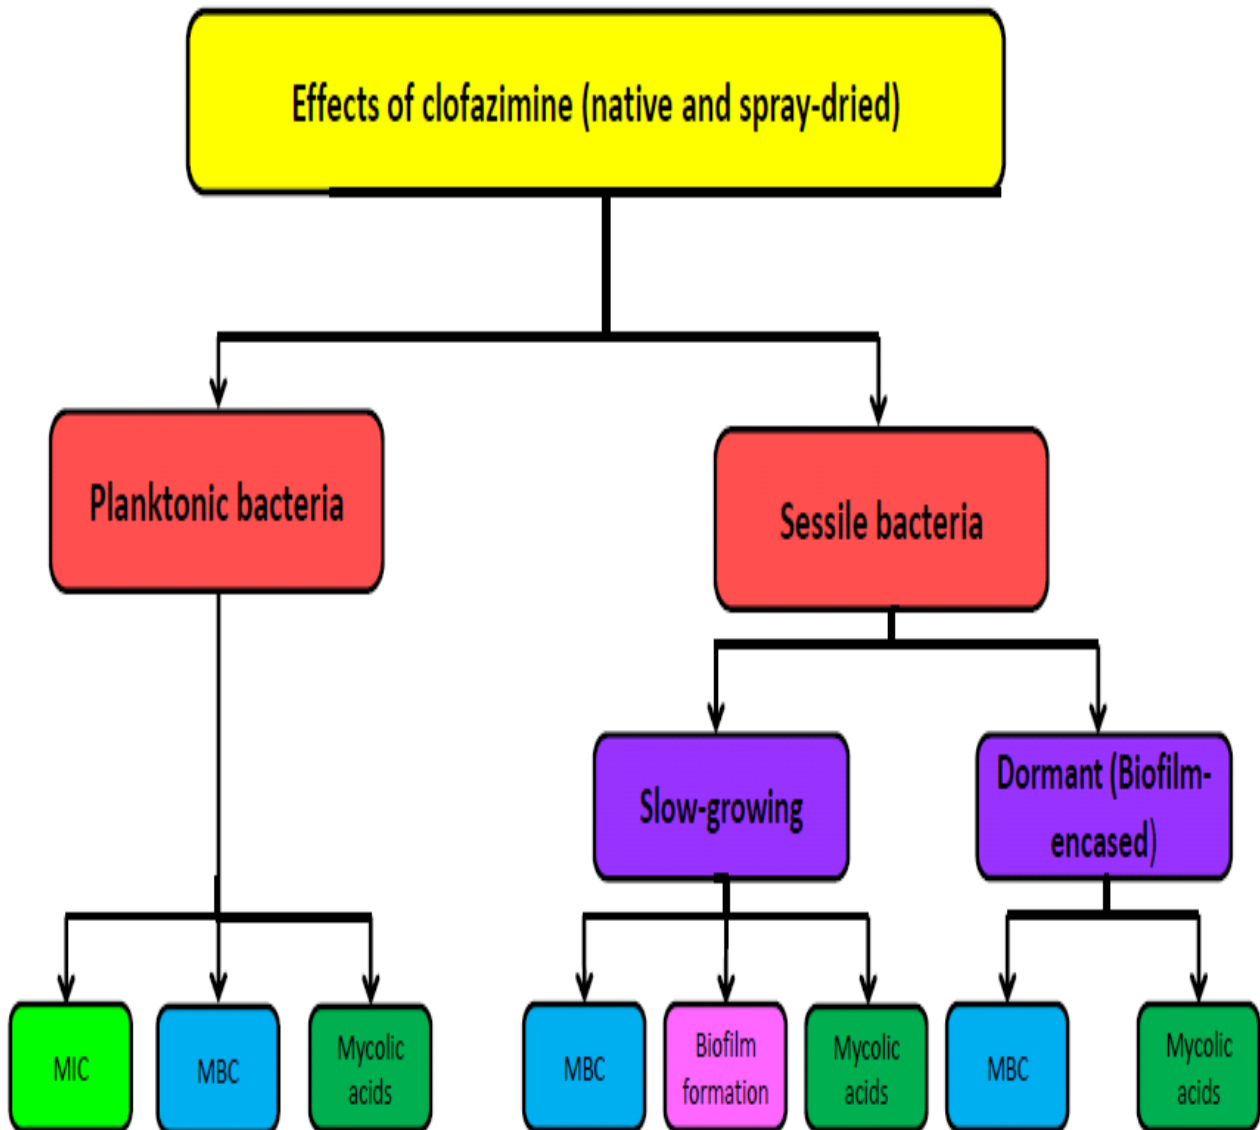 Effects of clofazimine (native and spray-dried)
Planktonic bacteria
Sessile bacteria
Slow-growing
Dormant (Biofilm-
encased)
MIC
MBC
Mycolic
acids
MBC
Biofilm
formation
Mycolic
acids
MBC
Mycolic
acids